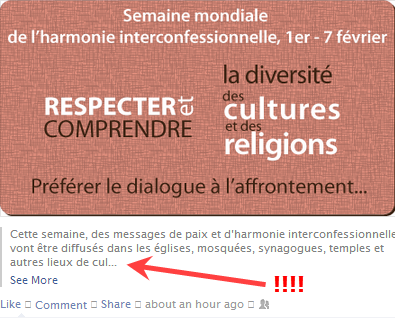 Semaine mondiale
de l'harmonie interconfessionnelle, 1er - 7 février
RESPECTER et
COMPRENDRE
la diversité
des
cultures
et des
religions
Préférer le dialogue à l'affrontement...
Cette semaine, des messages de paix et d'harmonie interconfessionnelle
vont être diffusés dans les églises, mosquées, synagogues, temples et
autres lieux de cul...
!!!!
See More
Like Comment Share about an hour ago